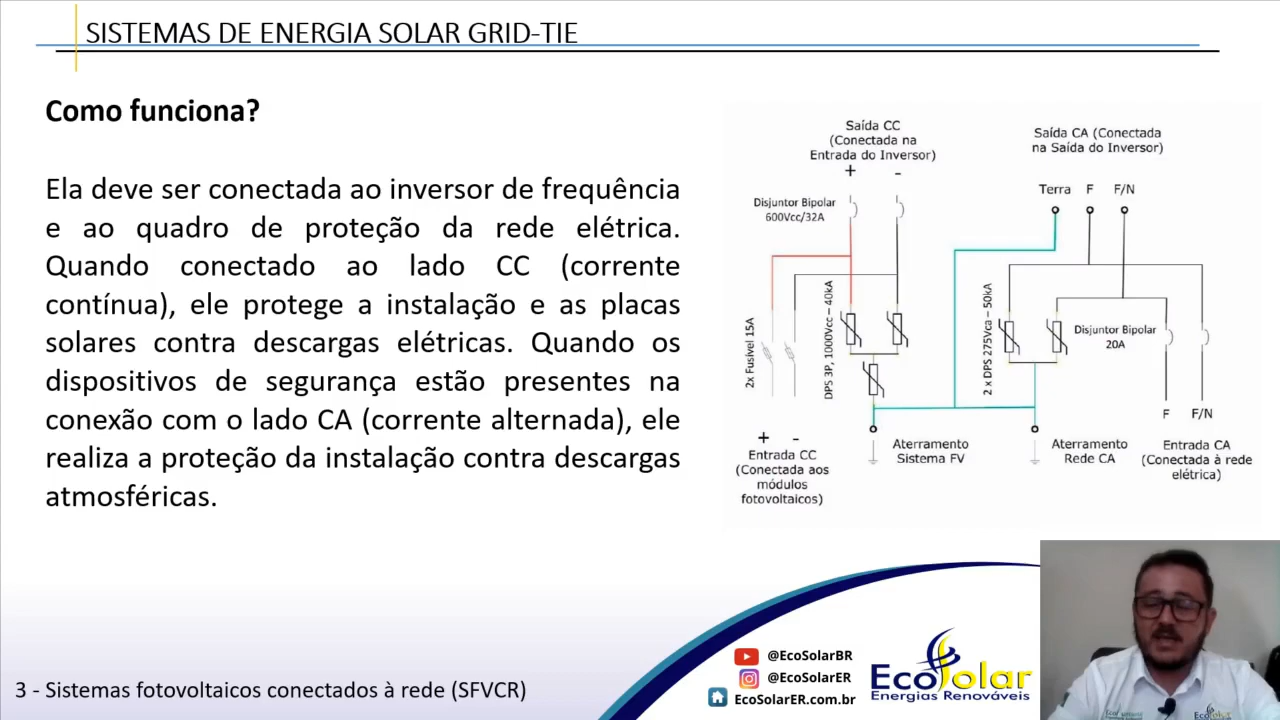 SISTEMAS DE ENERGIA SOLAR GRID-TIE
Como funciona?
Ela deve ser conectada ao inversor de frequência
e ao quadro de proteção da rede elétrica.
Quando conectado ao lado CC (corrente
contínua), ele protege a instalação e as placas
solares contra descargas elétricas. Quando os
dispositivos de segurança estão presentes na
conexão com o lado CA (corrente alternada), ele
realiza a proteção da instalação contra descargas
atmosféricas.
Saída CC
(Conectada na
Entrada do Inversor)
+ -
Disjuntor Bipolar
600Vcc/32A
2x Fusível 15A
DPS 3P, 1000Vcc – 40kA
+ -
Entrada CC
(Conectada aos
módulos
fotovoltaicos)
Aterramento
Sistema FV
Saída CA (Conectada
na Saída do Inversor)
Terra F F/N
2 x DPS 275Vca – 50kA
Disjuntor Bipolar
20A
Aterramento
Rede CA
F F/N
Entrada CA
(Conectada à rede
elétrica)
3 - Sistemas fotovoltaicos conectados à rede (SFVCR)
@EcoSolarBR
@EcoSolarER
EcoSolarER.com.br
EcoSolar
Energias Renováveis